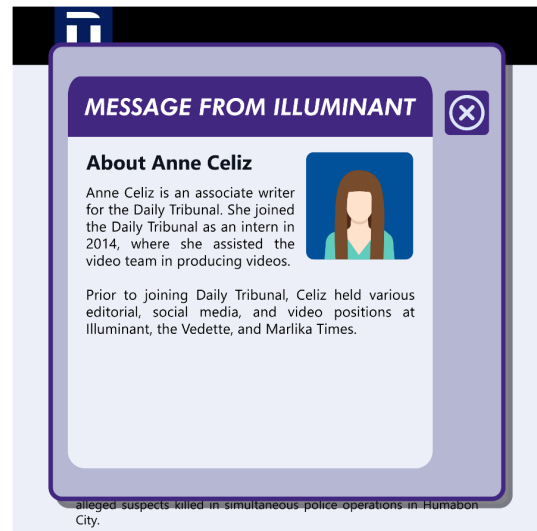 MESSAGE FROM ILLUMINANT
About Anne Celiz
Anne Celiz is an associate writer
for the Daily Tribunal. She joined
the Daily Tribunal as an intern in
2014, where she assisted the
video team in producing videos.
Prior to joining Daily Tribunal, Celiz held various
editorial, social media, and video positions at
Illuminant, the Vedette, and Marlika Times.
alleged suspects killed in simultaneous police operations in Humabon
City.